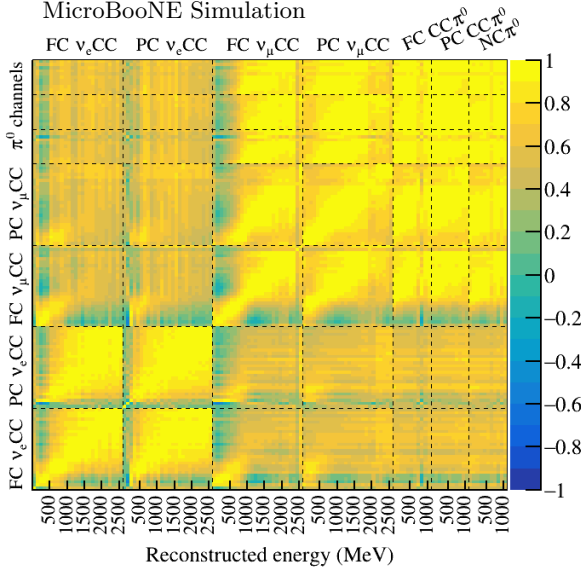 MicroBooNE Simulation
FC νeCC PC νeCC FC νμCC PC νμCC FC CCπ0 PC CCπ0 NCπ0
π0 channels
PC νμCC
FC νμCC
PC νeCC
FC νeCC
1
0.8
0.6
0.4
0.2
0
−0.2
−0.4
−0.6
−0.8
−1
500 1000 1500 2000 2500 500 1000 1500 2000 2500 500 1000 1500 2000 2500 500 1000 1500 2000 2500 500 1000 500 1000 500 1000
Reconstructed energy (MeV)